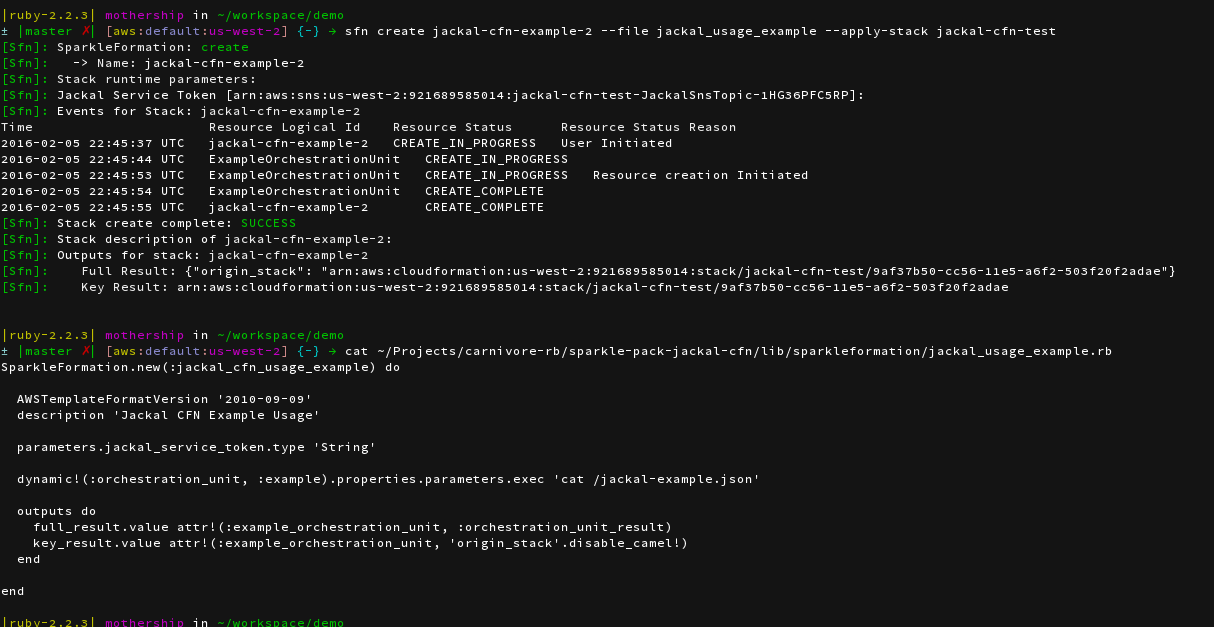 |ruby-2.2.3| mothership in ~/workspace/demo
± |master ✗| [aws:default:us-west-2] {-} → sfn create jackal-cfn-example-2 --file jackal_usage_example --apply-stack jackal-cfn-test
[Sfn]: SparkleFormation: create
[Sfn]:   -> Name: jackal-cfn-example-2
[Sfn]: Stack runtime parameters:
[Sfn]: Jackal Service Token [arn:aws:sns:us-west-2:921689585014:jackal-cfn-test-JackalSnsTopic-1HG36PFC5RP]:
[Sfn]: Events for Stack: jackal-cfn-example-2
Time                      Resource Logical Id    Resource Status      Resource Status Reason
2016-02-05 22:45:37 UTC   jackal-cfn-example-2   CREATE_IN_PROGRESS   User Initiated
2016-02-05 22:45:44 UTC   ExampleOrchestrationUnit   CREATE_IN_PROGRESS
2016-02-05 22:45:53 UTC   ExampleOrchestrationUnit   CREATE_IN_PROGRESS   Resource creation Initiated
2016-02-05 22:45:54 UTC   ExampleOrchestrationUnit   CREATE_COMPLETE
2016-02-05 22:45:55 UTC   jackal-cfn-example-2       CREATE_COMPLETE
[Sfn]: Stack create complete: SUCCESS
[Sfn]: Stack description of jackal-cfn-example-2:
[Sfn]: Outputs for stack: jackal-cfn-example-2
[Sfn]:    Full Result: {"origin_stack": "arn:aws:cloudformation:us-west-2:921689585014:stack/jackal-cfn-test/9af37b50-cc56-11e5-a6f2-503f20f2adae"}
[Sfn]:    Key Result: arn:aws:cloudformation:us-west-2:921689585014:stack/jackal-cfn-test/9af37b50-cc56-11e5-a6f2-503f20f2adae
|ruby-2.2.3| mothership in ~/workspace/demo
± |master ✗| [aws:default:us-west-2] {-} → cat ~/Projects/carnivore-rb/sparkle-pack-jackal-cfn/lib/sparkleformation/jackal_usage_example.rb
SparkleFormation.new(:jackal_cfn_usage_example) do
  AWSTemplateFormatVersion '2010-09-09'
  description 'Jackal CFN Example Usage'
  parameters.jackal_service_token.type 'String'
  dynamic!(:orchestration_unit, :example).properties.parameters.exec 'cat /jackal-example.json'
  outputs do
    full_result.value attr!(:example_orchestration_unit, :orchestration_unit_result)
    key_result.value attr!(:example_orchestration_unit, 'origin_stack'.disable_camel!)
  end
end
|ruby-2.2.3| mothership in ~/workspace/demo